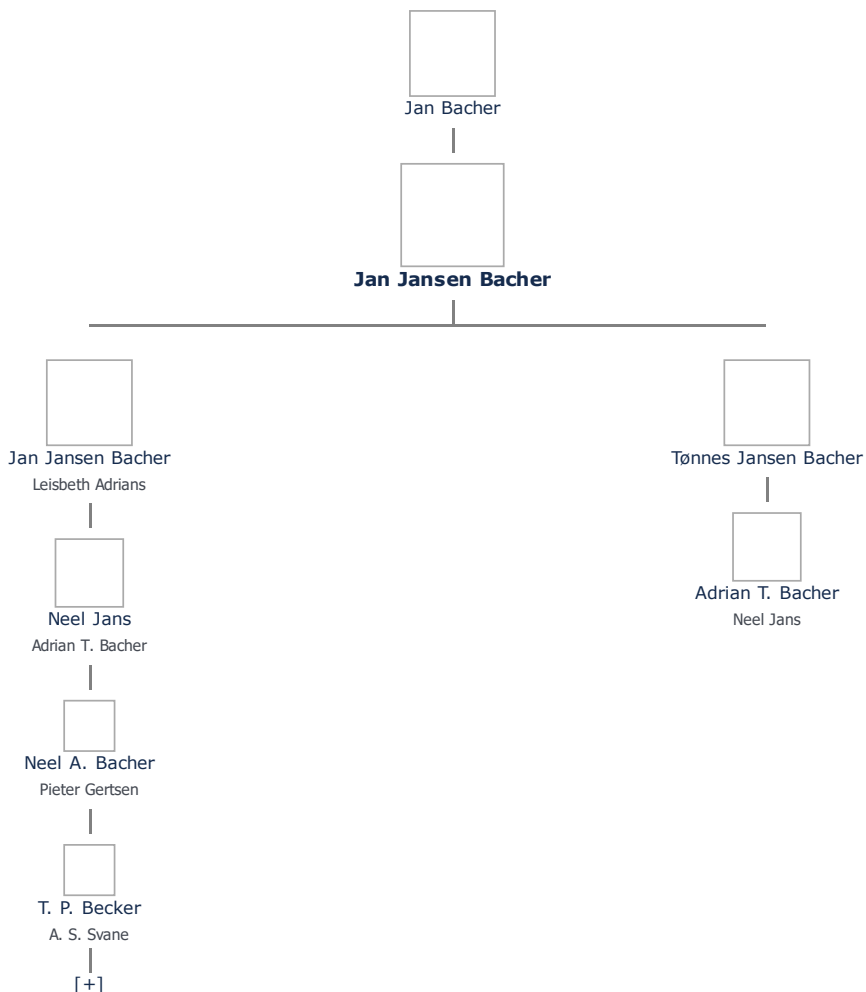 Jan Bacher
Jan Jansen Bacher
Jan Jansen Bacher
Leisbeth Adrians
Neel Jans
Adrian T. Bacher
Neel A. Bacher
Pieter Gertsen
T. P. Becker
A. S. Svane
[+]
Tønnes Jansen Bacher
Adrian T. Bacher
Neel Jans